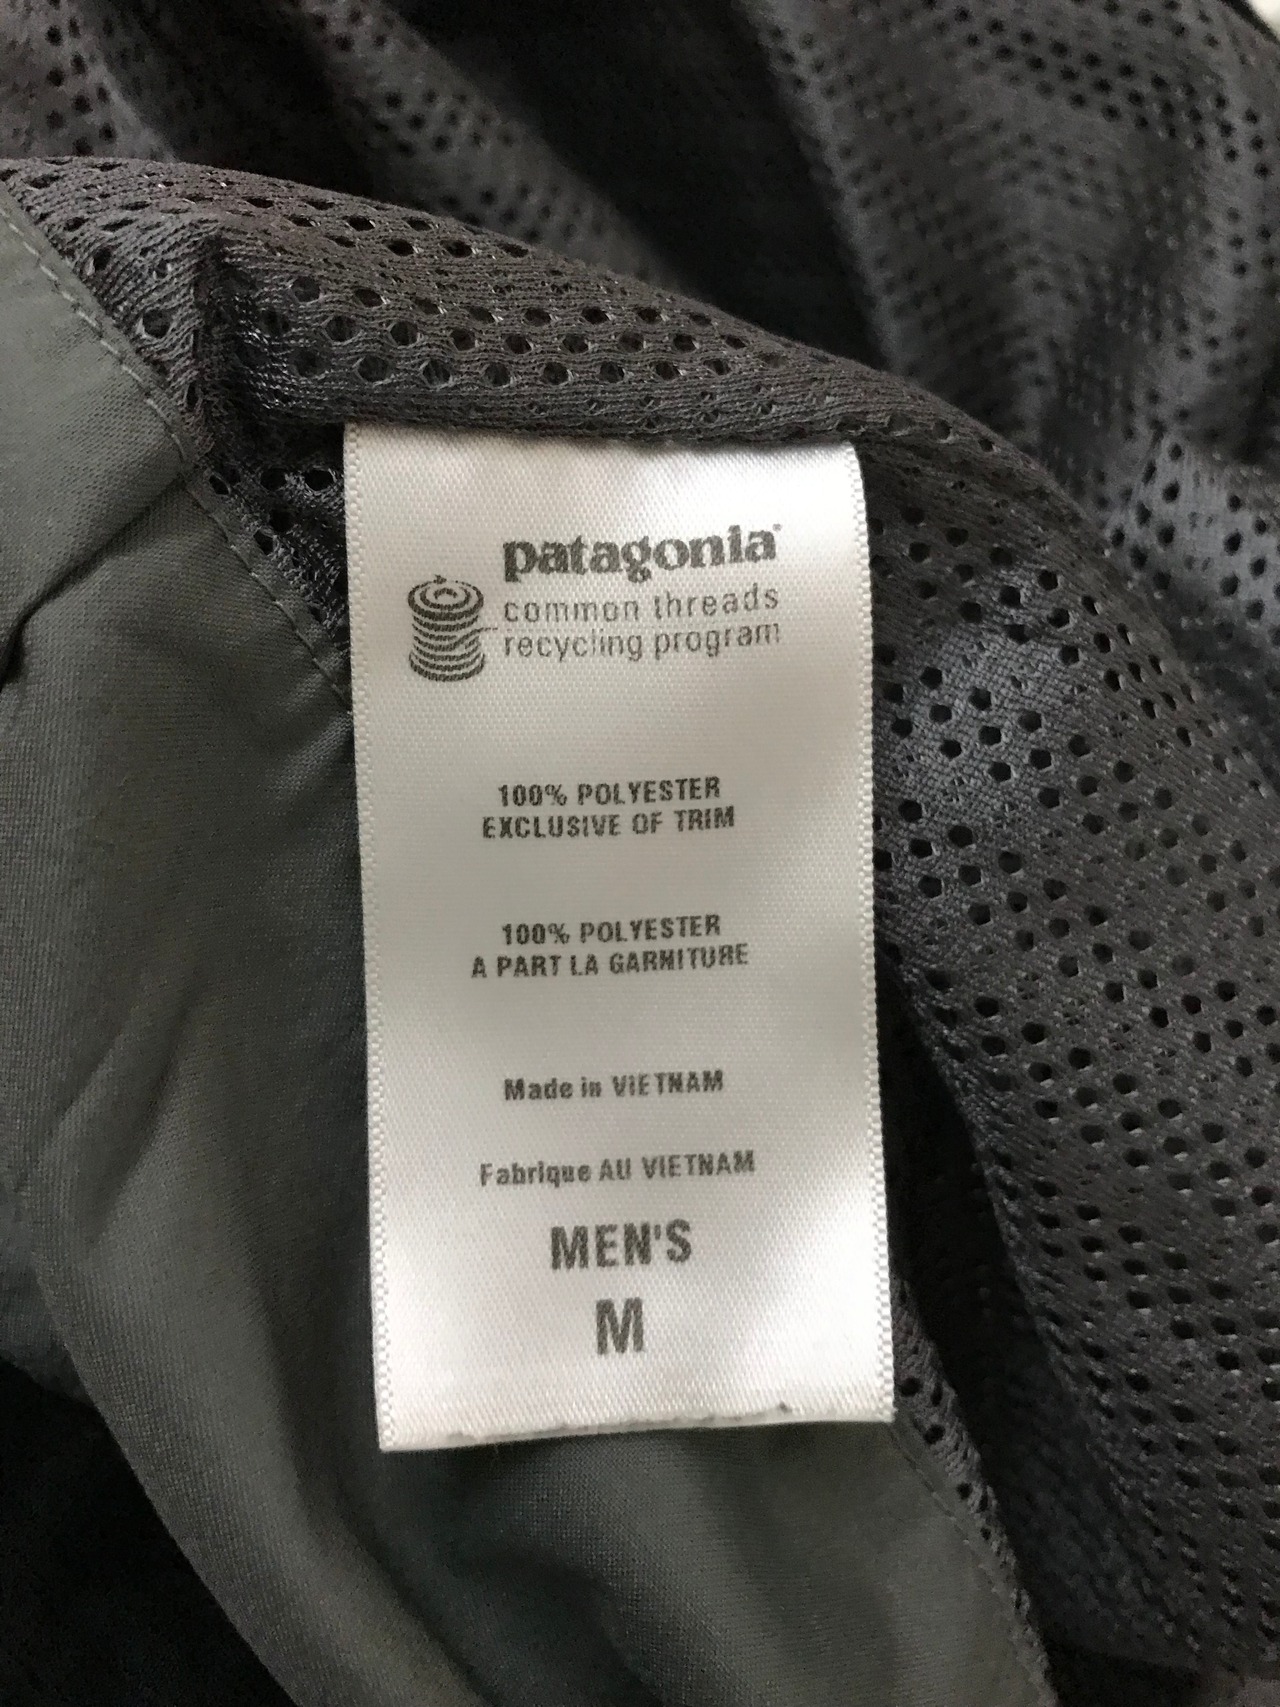 patagonia
common threads
recycling program
100% POLYESTER
EXCLUSIVE OF TRIM
100% POLYESTER
A PART LA GARNITURE
Made in VIETNAM
Fabrique AU VIETNAM
MEN'S
M